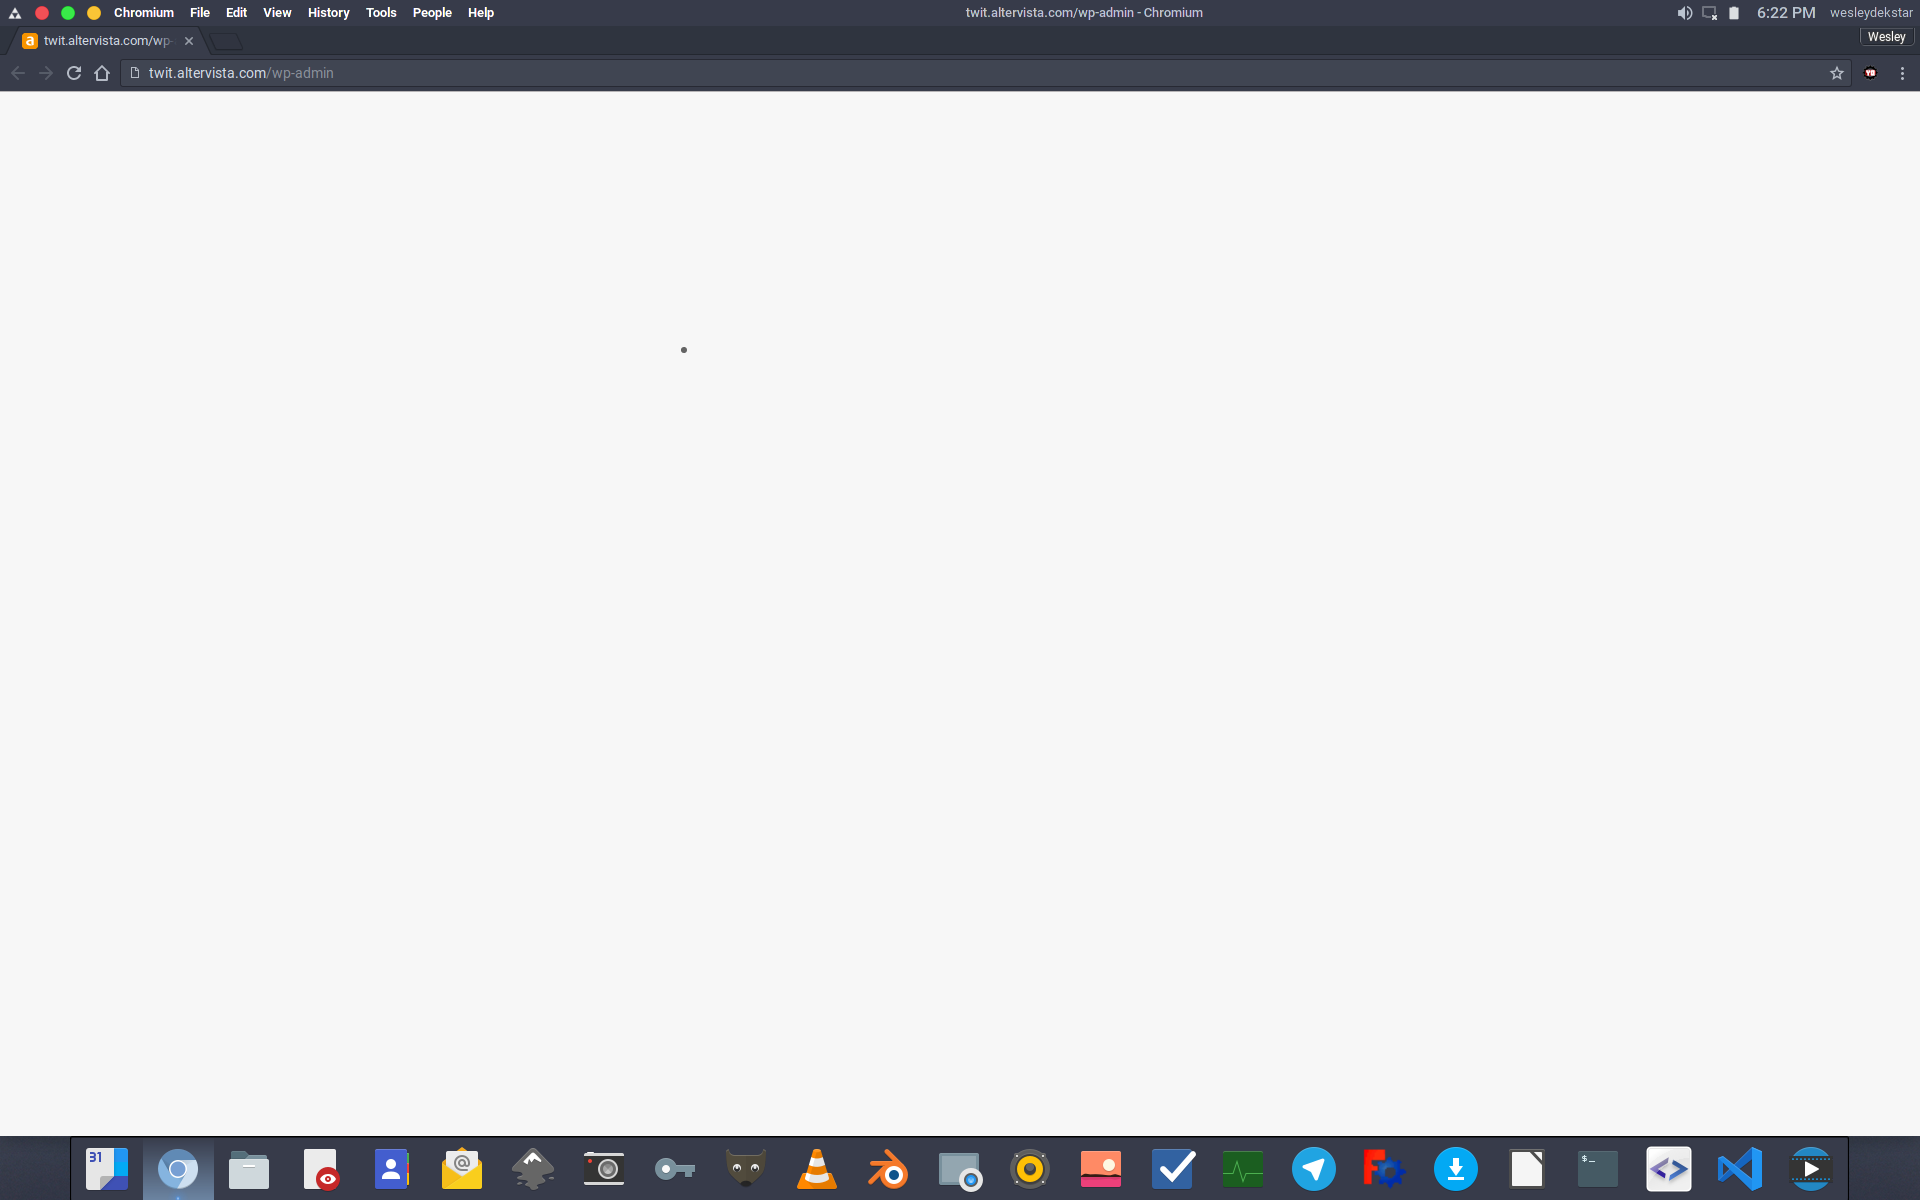 Chromium File Edit View History Tools People Help
twit.altervista.com/wp-admin - Chromium
6:22 PM wesleydekstar
a twit.altervista.com/wp-
Wesley
twit.altervista.com/wp-admin
31
@
$_